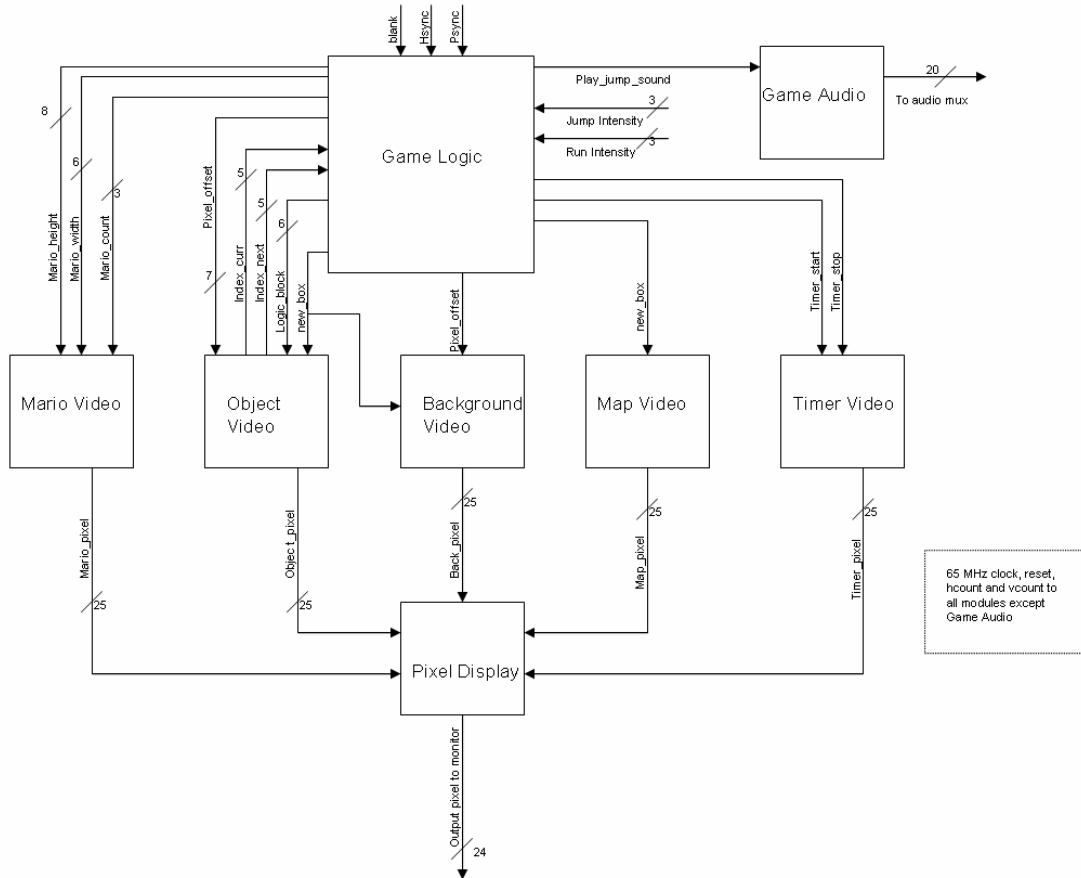 blank
Hsync
Psync
Game Logic
Play_jump_sound
Game Audio
20
To audio mux
3
Jump Intensity
Run Intensity
3
8
Mario_height
6
Mario_width
3
Mario_count
Pixel_offset
7
5
Index_curr
5
Index_next
6
Logic_block
new_box
Pixel_offset
new_box
Timer_start
Timer_stop
Mario Video
Object
Video
Background
Video
Map Video
Timer Video
Mario_pixel
25
Objec t_pixel
25
25
Back_pixel
25
Map_pixel
25
Timer_pixel
65 MHz clock, reset,
hcount and vcount to
all modules except
Game Audio
Pixel Display
Output pixel to monitor
24